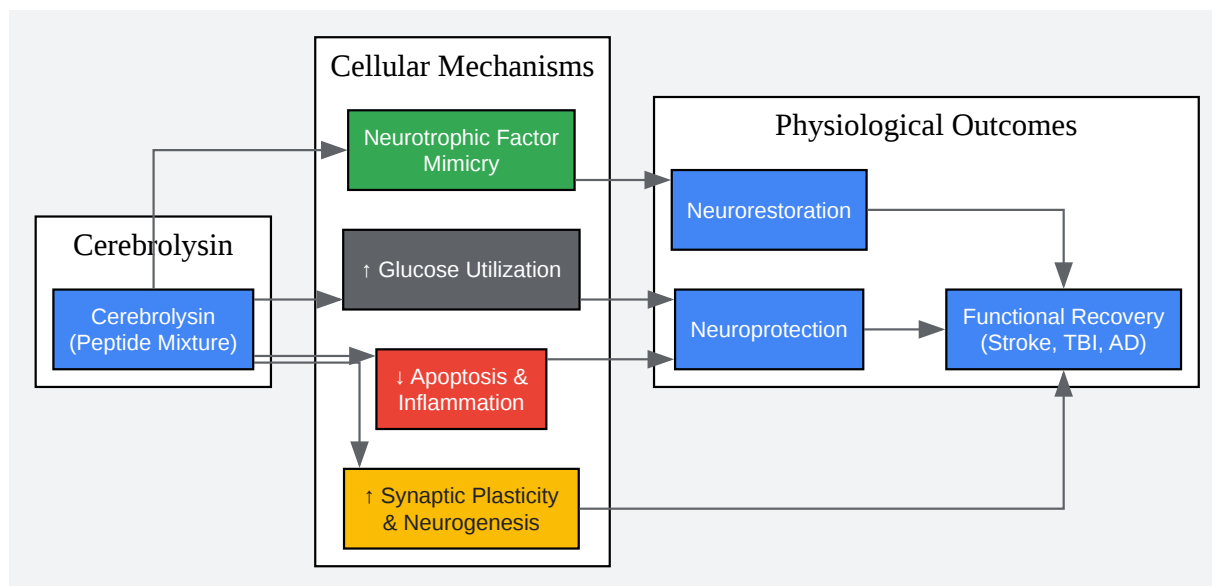 Cerebrolysin
Cerebrolysin
(Peptide Mixture)
Cellular Mechanisms
Neurotrophic Factor
Mimicry
↑ Glucose Utilization
↓ Apoptosis &
Inflammation
↑ Synaptic Plasticity
& Neurogenesis
Physiological Outcomes
Neurorestoration
Neuroprotection
Functional Recovery
(Stroke, TBI, AD)